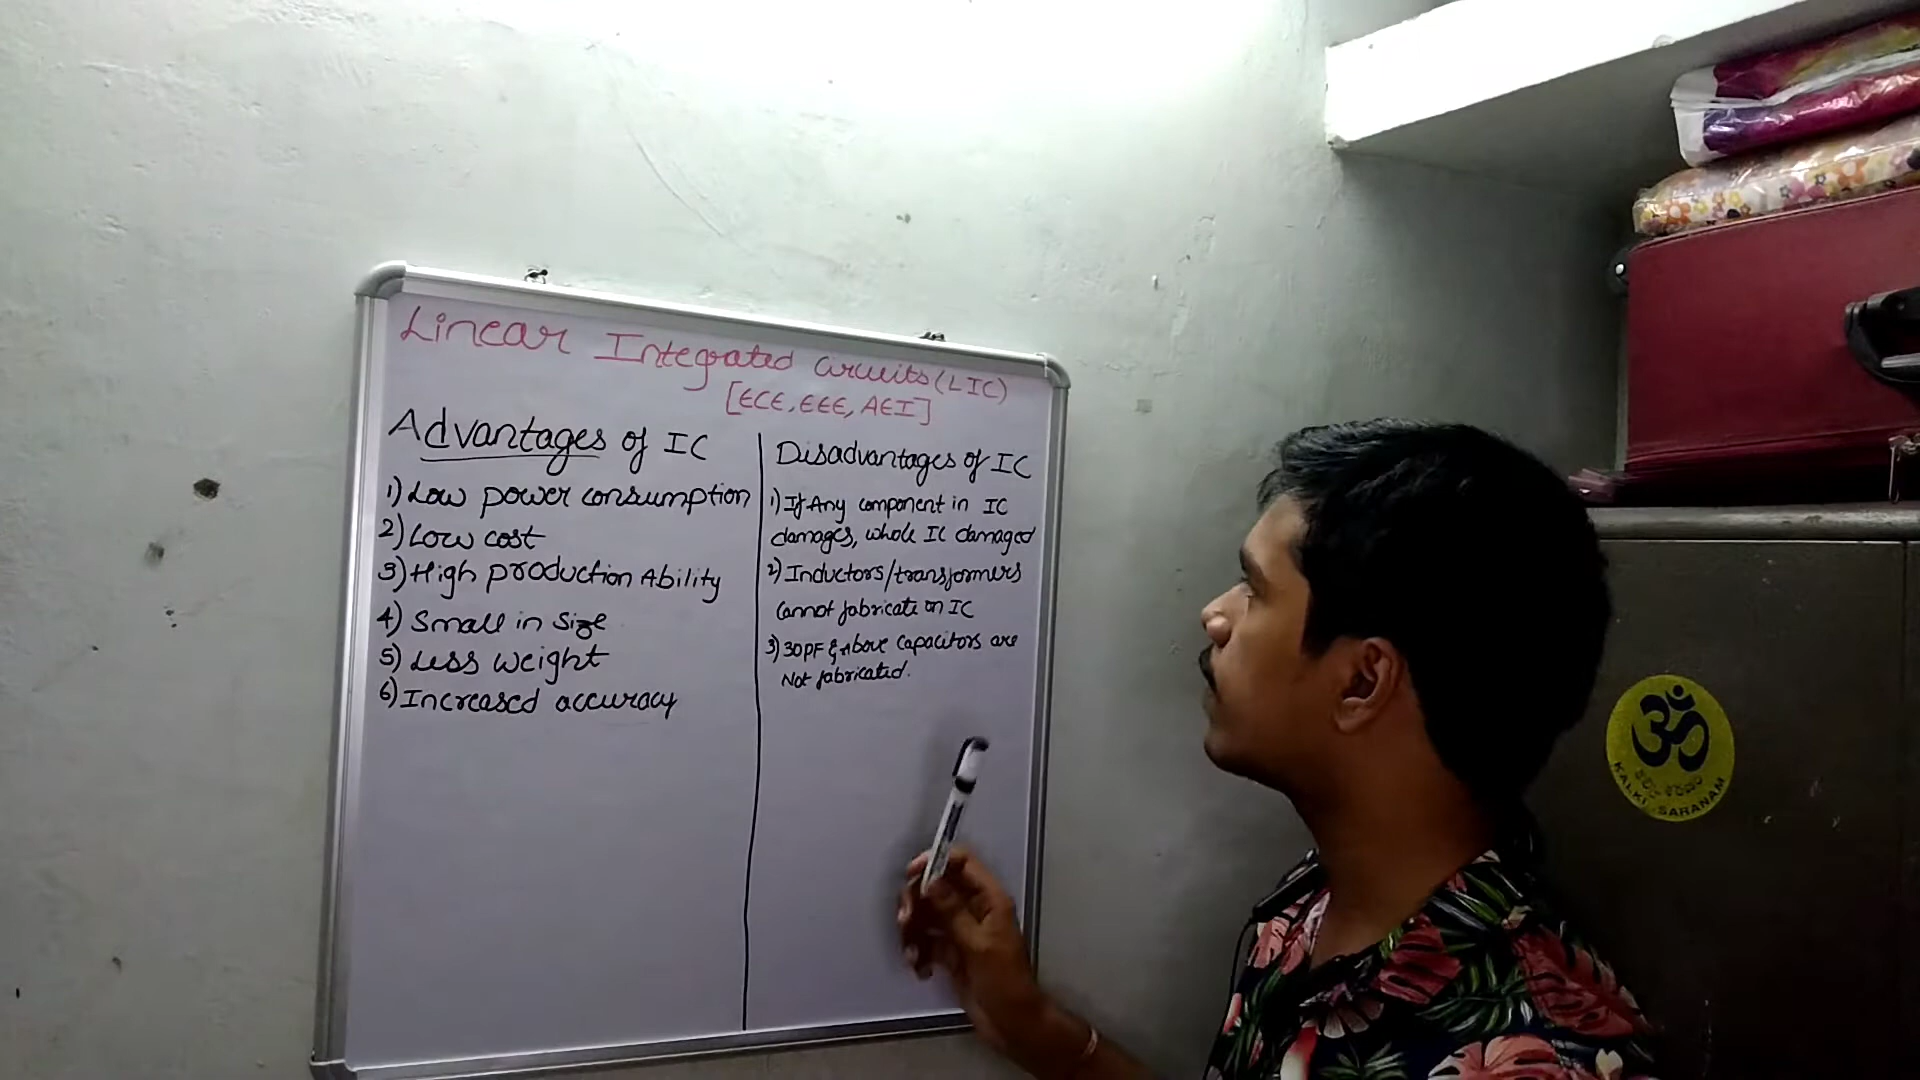 Linear Integrated Circuits (LIC)
[ECE, EEE, AEI]
Advantages of IC
1) Low power consumption
2) Low cost
3) High production Ability
4) Small in Size
5) Less Weight
6) Increased accuracy
Disadvantages of IC
1) If Any component in IC
damages, whole IC damaged
2) Inductors/transformers
Cannot fabricate on IC
3) 30PF & Above Capacitors are
Not fabricated.
ॐ
KALKI SARANAM